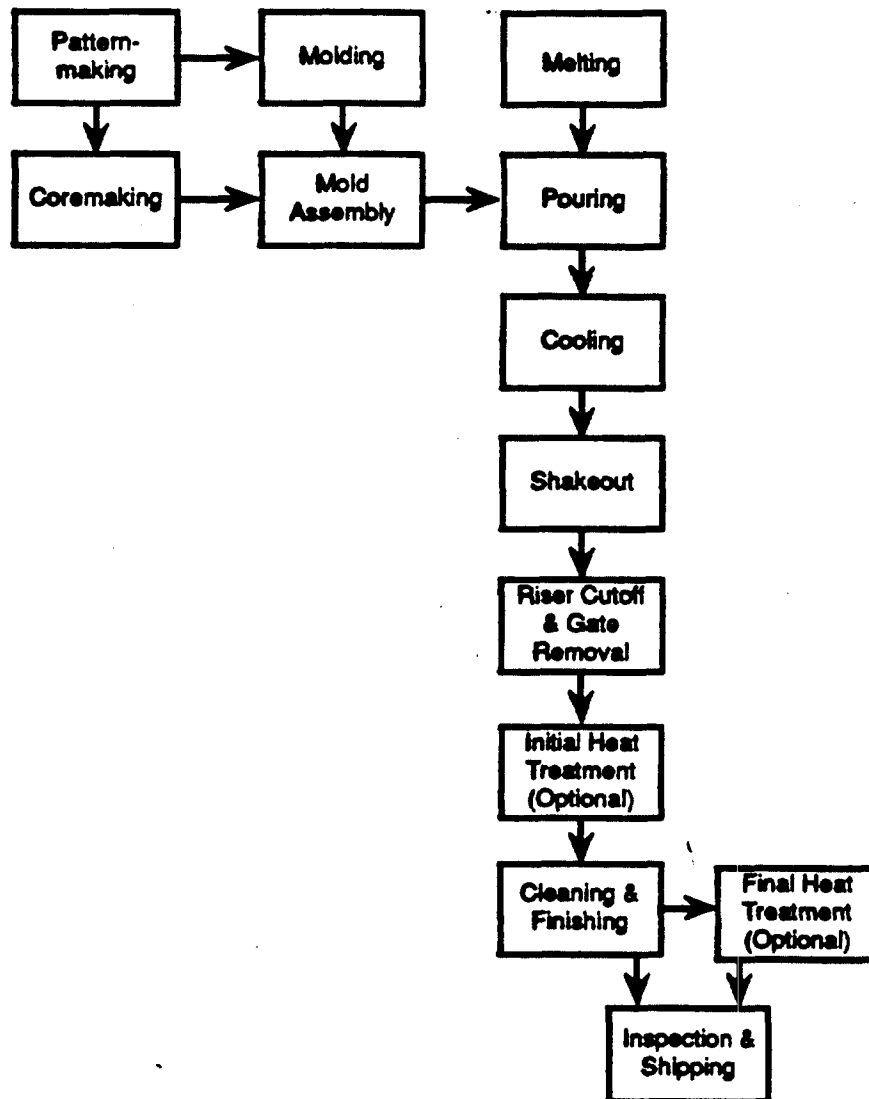 Pattern-
making
Molding
Melting
Coremaking
Mold
Assembly
Pouring
Cooling
Shakeout
Riser Cutoff
& Gate
Removal
Initial Heat
Treatment
(Optional)
Cleaning &
Finishing
Final Heat
Treatment
(Optional)
Inspection &
Shipping